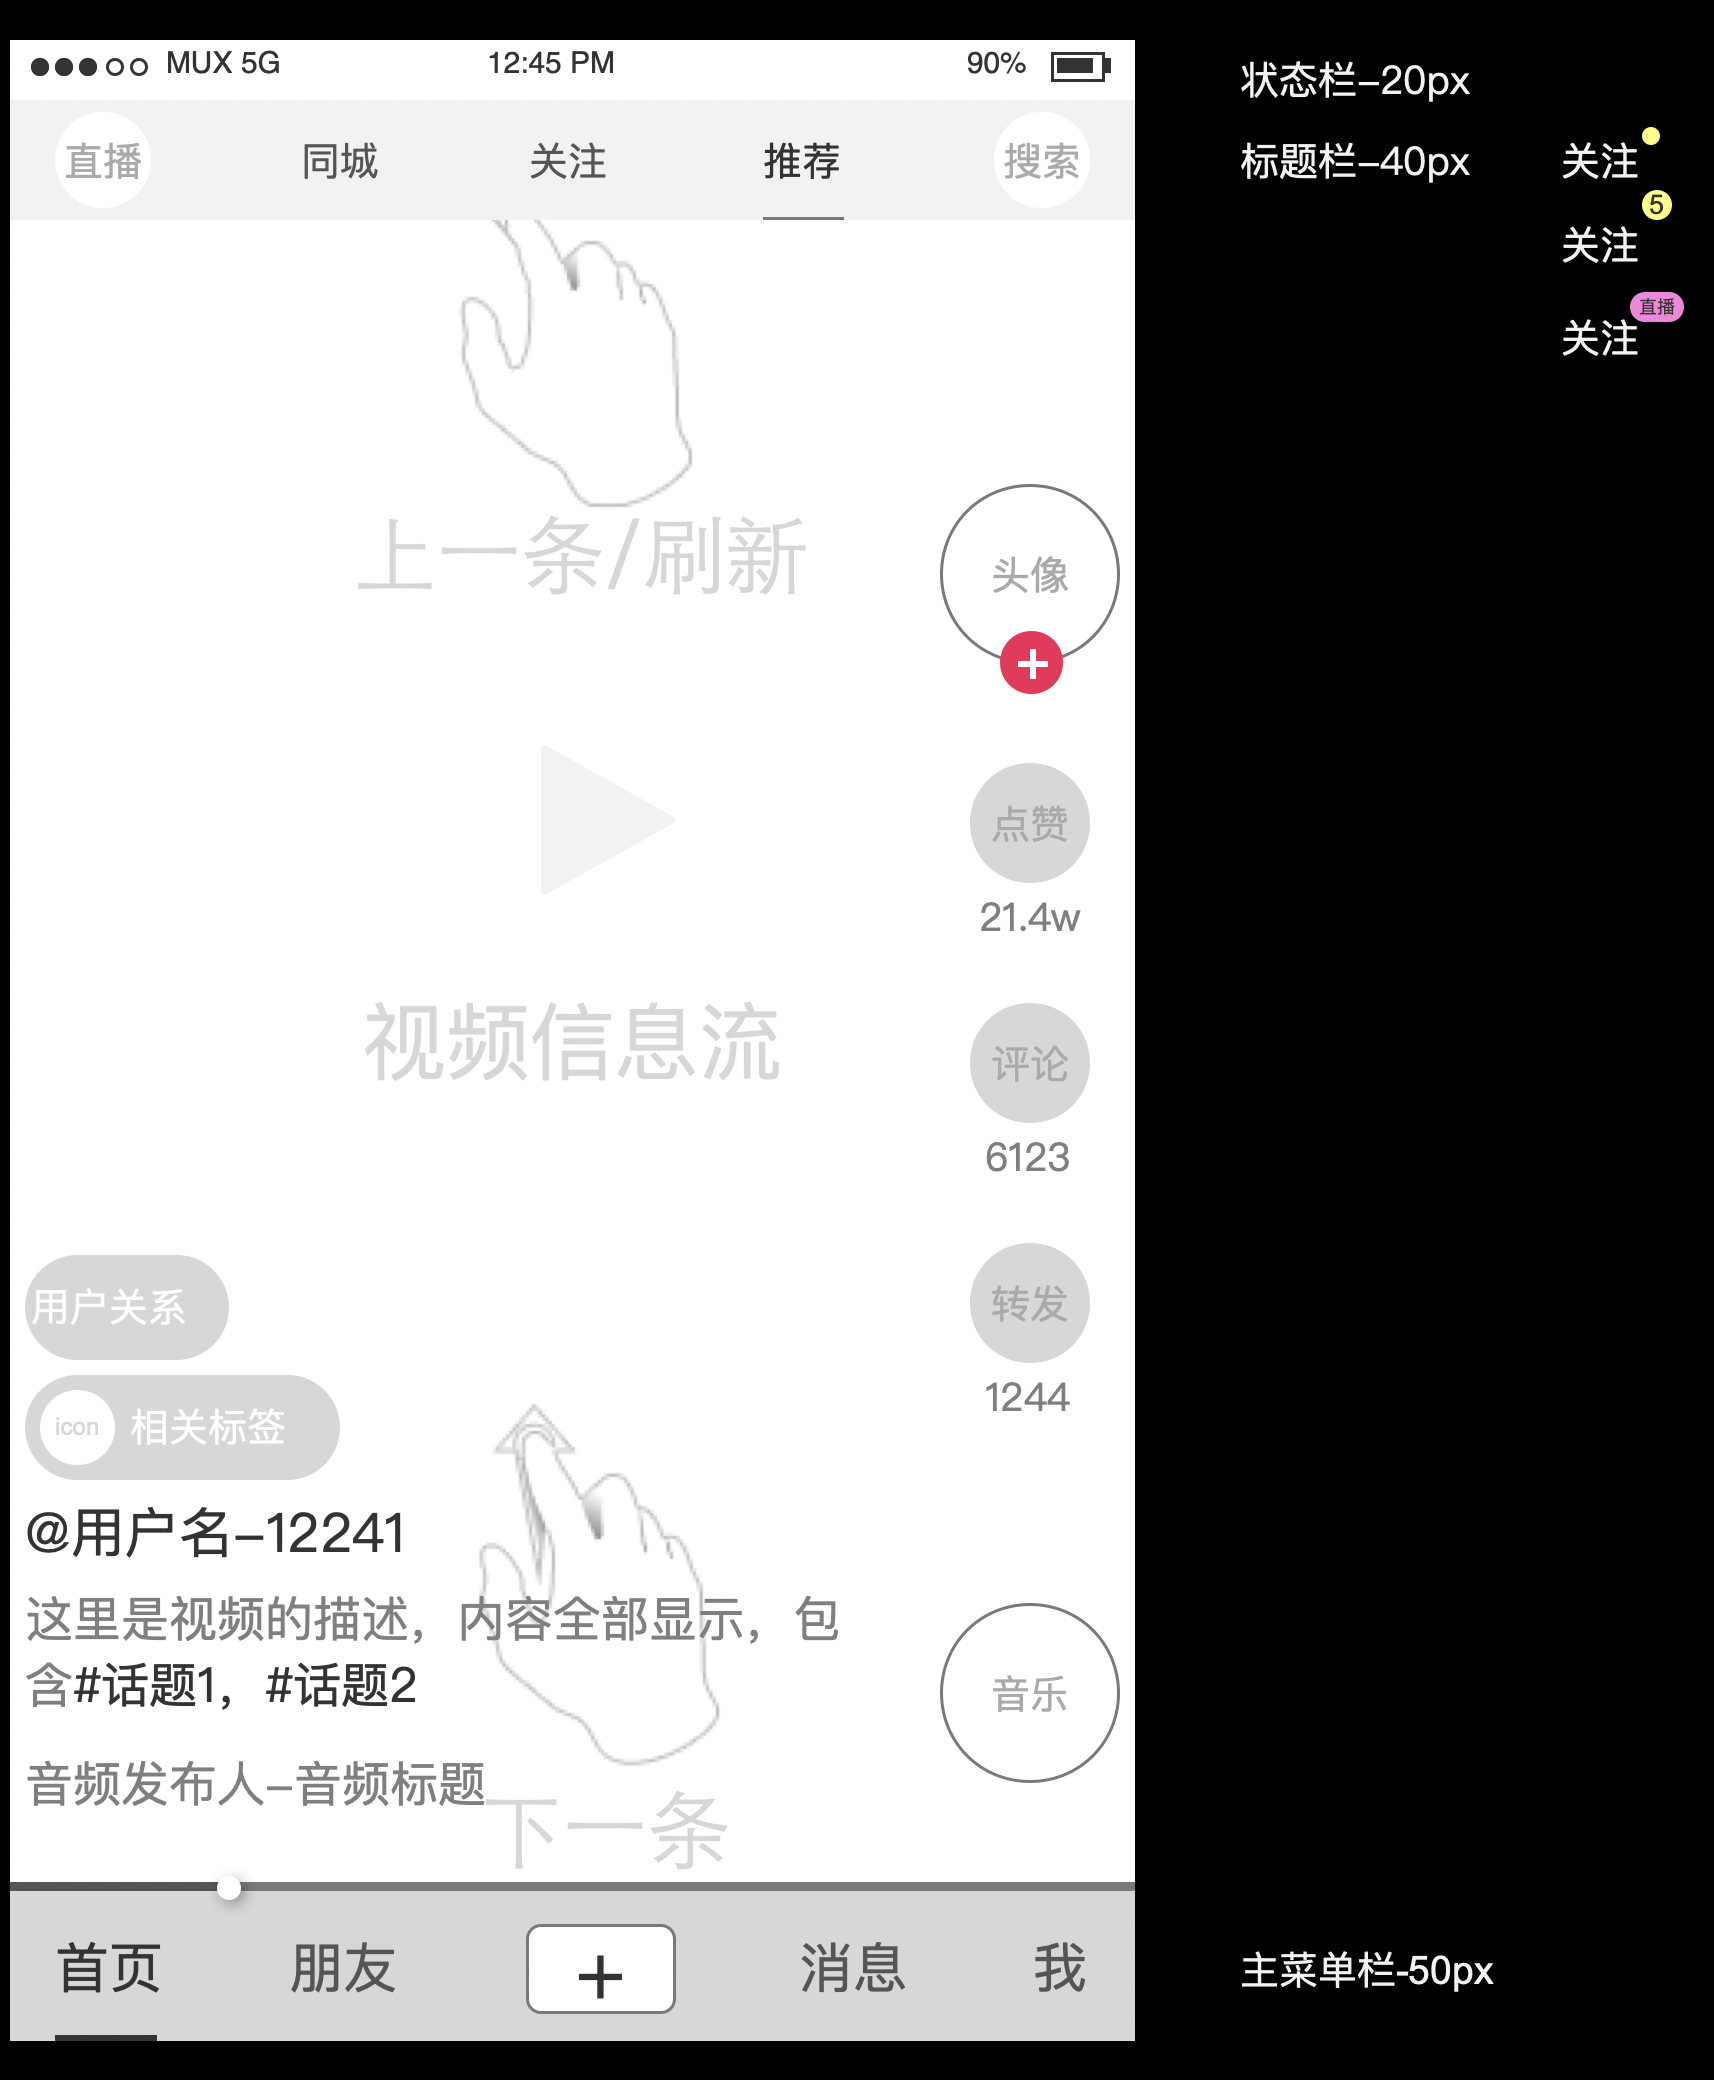 MUX 5G 12:45 PM 90%
状态栏-20px
直播 同城 关注 推荐 搜索
标题栏-40px
关注
5
关注
直播
关注
上一条/刷新
头像
点赞
21.4w
视频信息流
评论
6123
用户关系
转发
1244
icon 相关标签
@用户名-12241
这里是视频的描述，内容全部显示，包
含#话题1，#话题2
音乐
音频发布人-音频标题
下一条
首页 朋友 + 消息 我
主菜单栏-50px